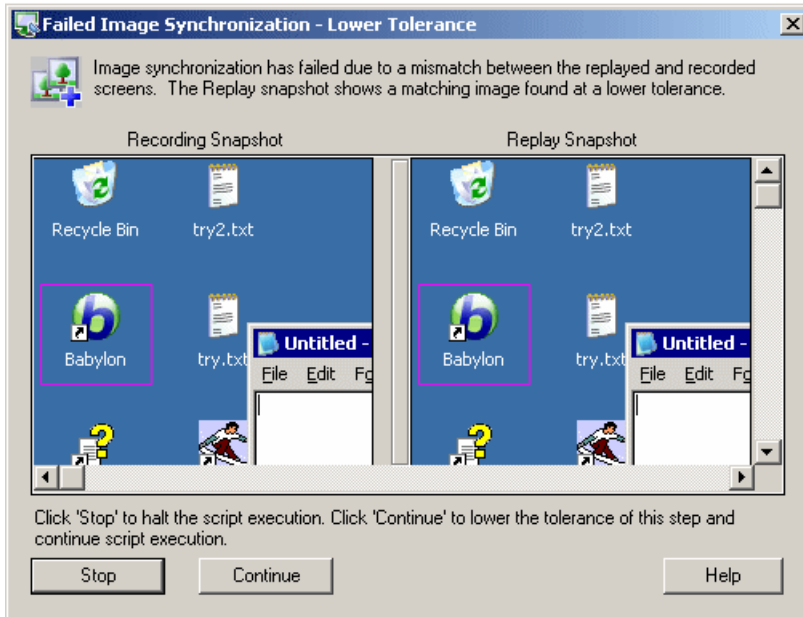 Failed Image Synchronization - Lower Tolerance
Image synchronization has failed due to a mismatch between the replayed and recorded
screens. The Replay snapshot shows a matching image found at a lower tolerance.
Recording Snapshot
Replay Snapshot
Recycle Bin
try2.txt
Recycle Bin
try2.txt
Babylon
try.txt
Untitled -
File Edit Fo
Babylon
try.txt
Untitled -
File Edit Fo
Click 'Stop' to halt the script execution. Click 'Continue' to lower the tolerance of this step and
continue script execution.
Stop
Continue
Help